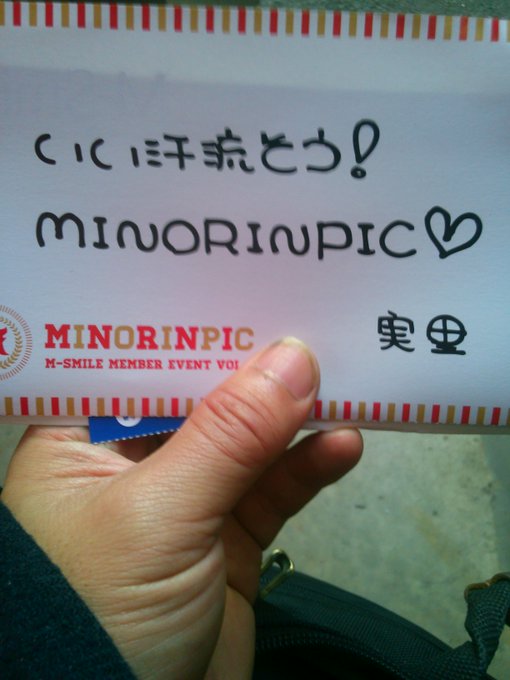 いい汗流そう!
MINORINPIC♡
実里
MINORINPIC
M-SMILE MEMBER EVENT VOL